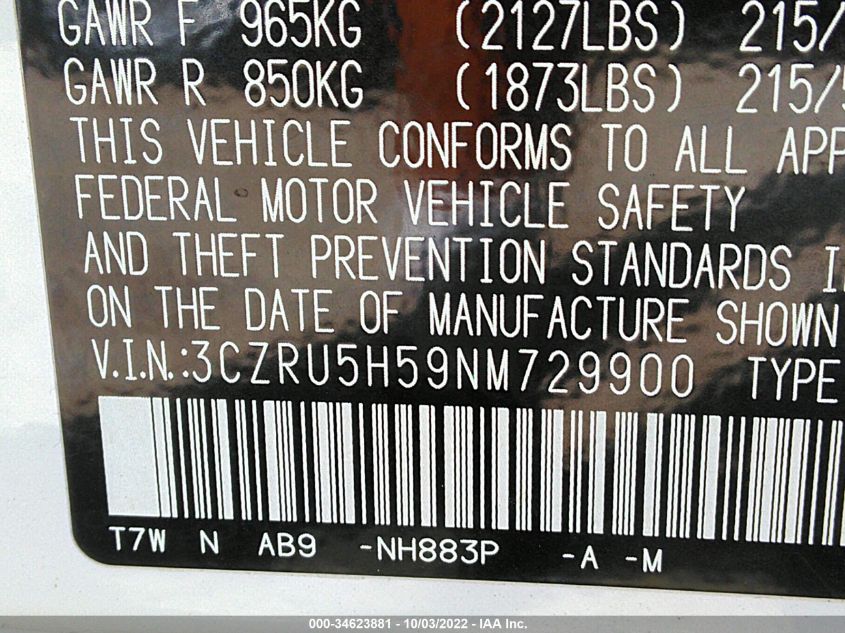 GAWR F 965KG (2127LBS) 215/
GAWR R 850KG (1873LBS) 215/5
THIS VEHICLE CONFORMS TO ALL APP
FEDERAL MOTOR VEHICLE SAFETY
AND THEFT PREVENTION STANDARDS I
ON THE DATE OF MANUFACTURE SHOWN
V.I.N.:3CZRU5H59NM729900 TYPE
T7W N AB9 -NH883P -A -M
000-34623881 - 10/03/2022 - IAA Inc.